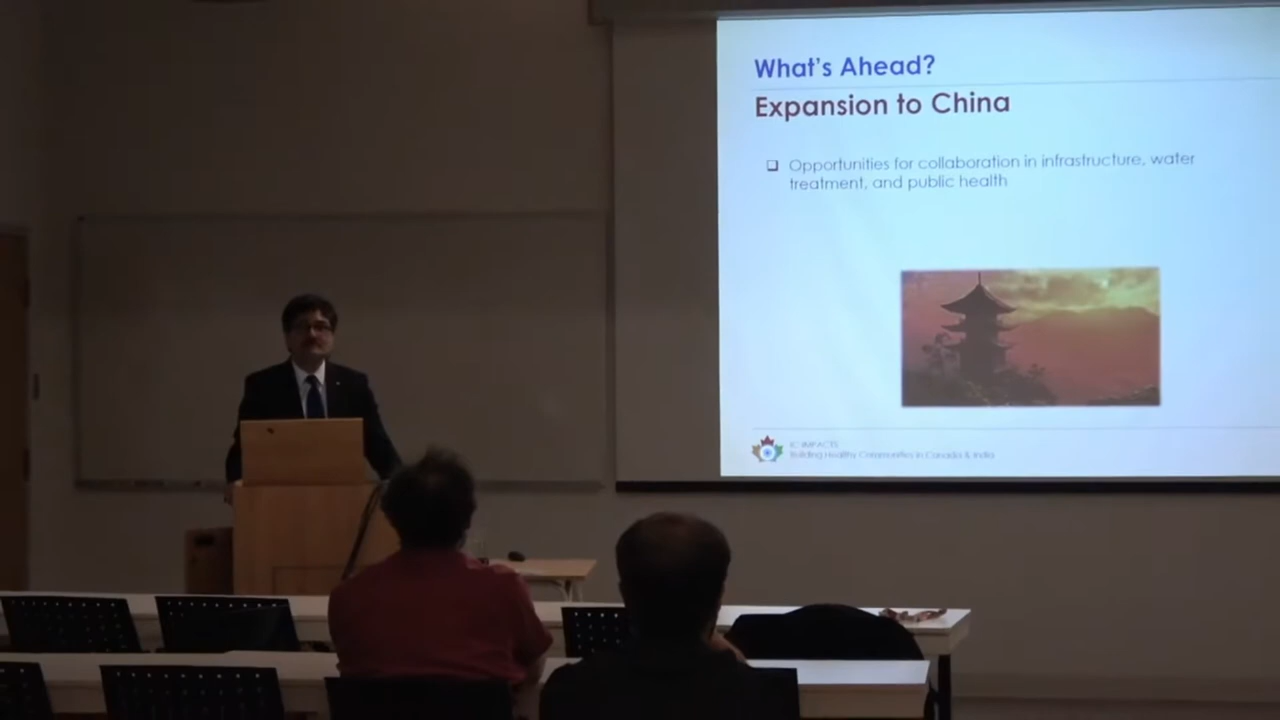 What's Ahead?
Expansion to China
Opportunities for collaboration in infrastructure, water
treatment, and public health
IC-IMPACTS
Building Healthy Communities in Canada & India